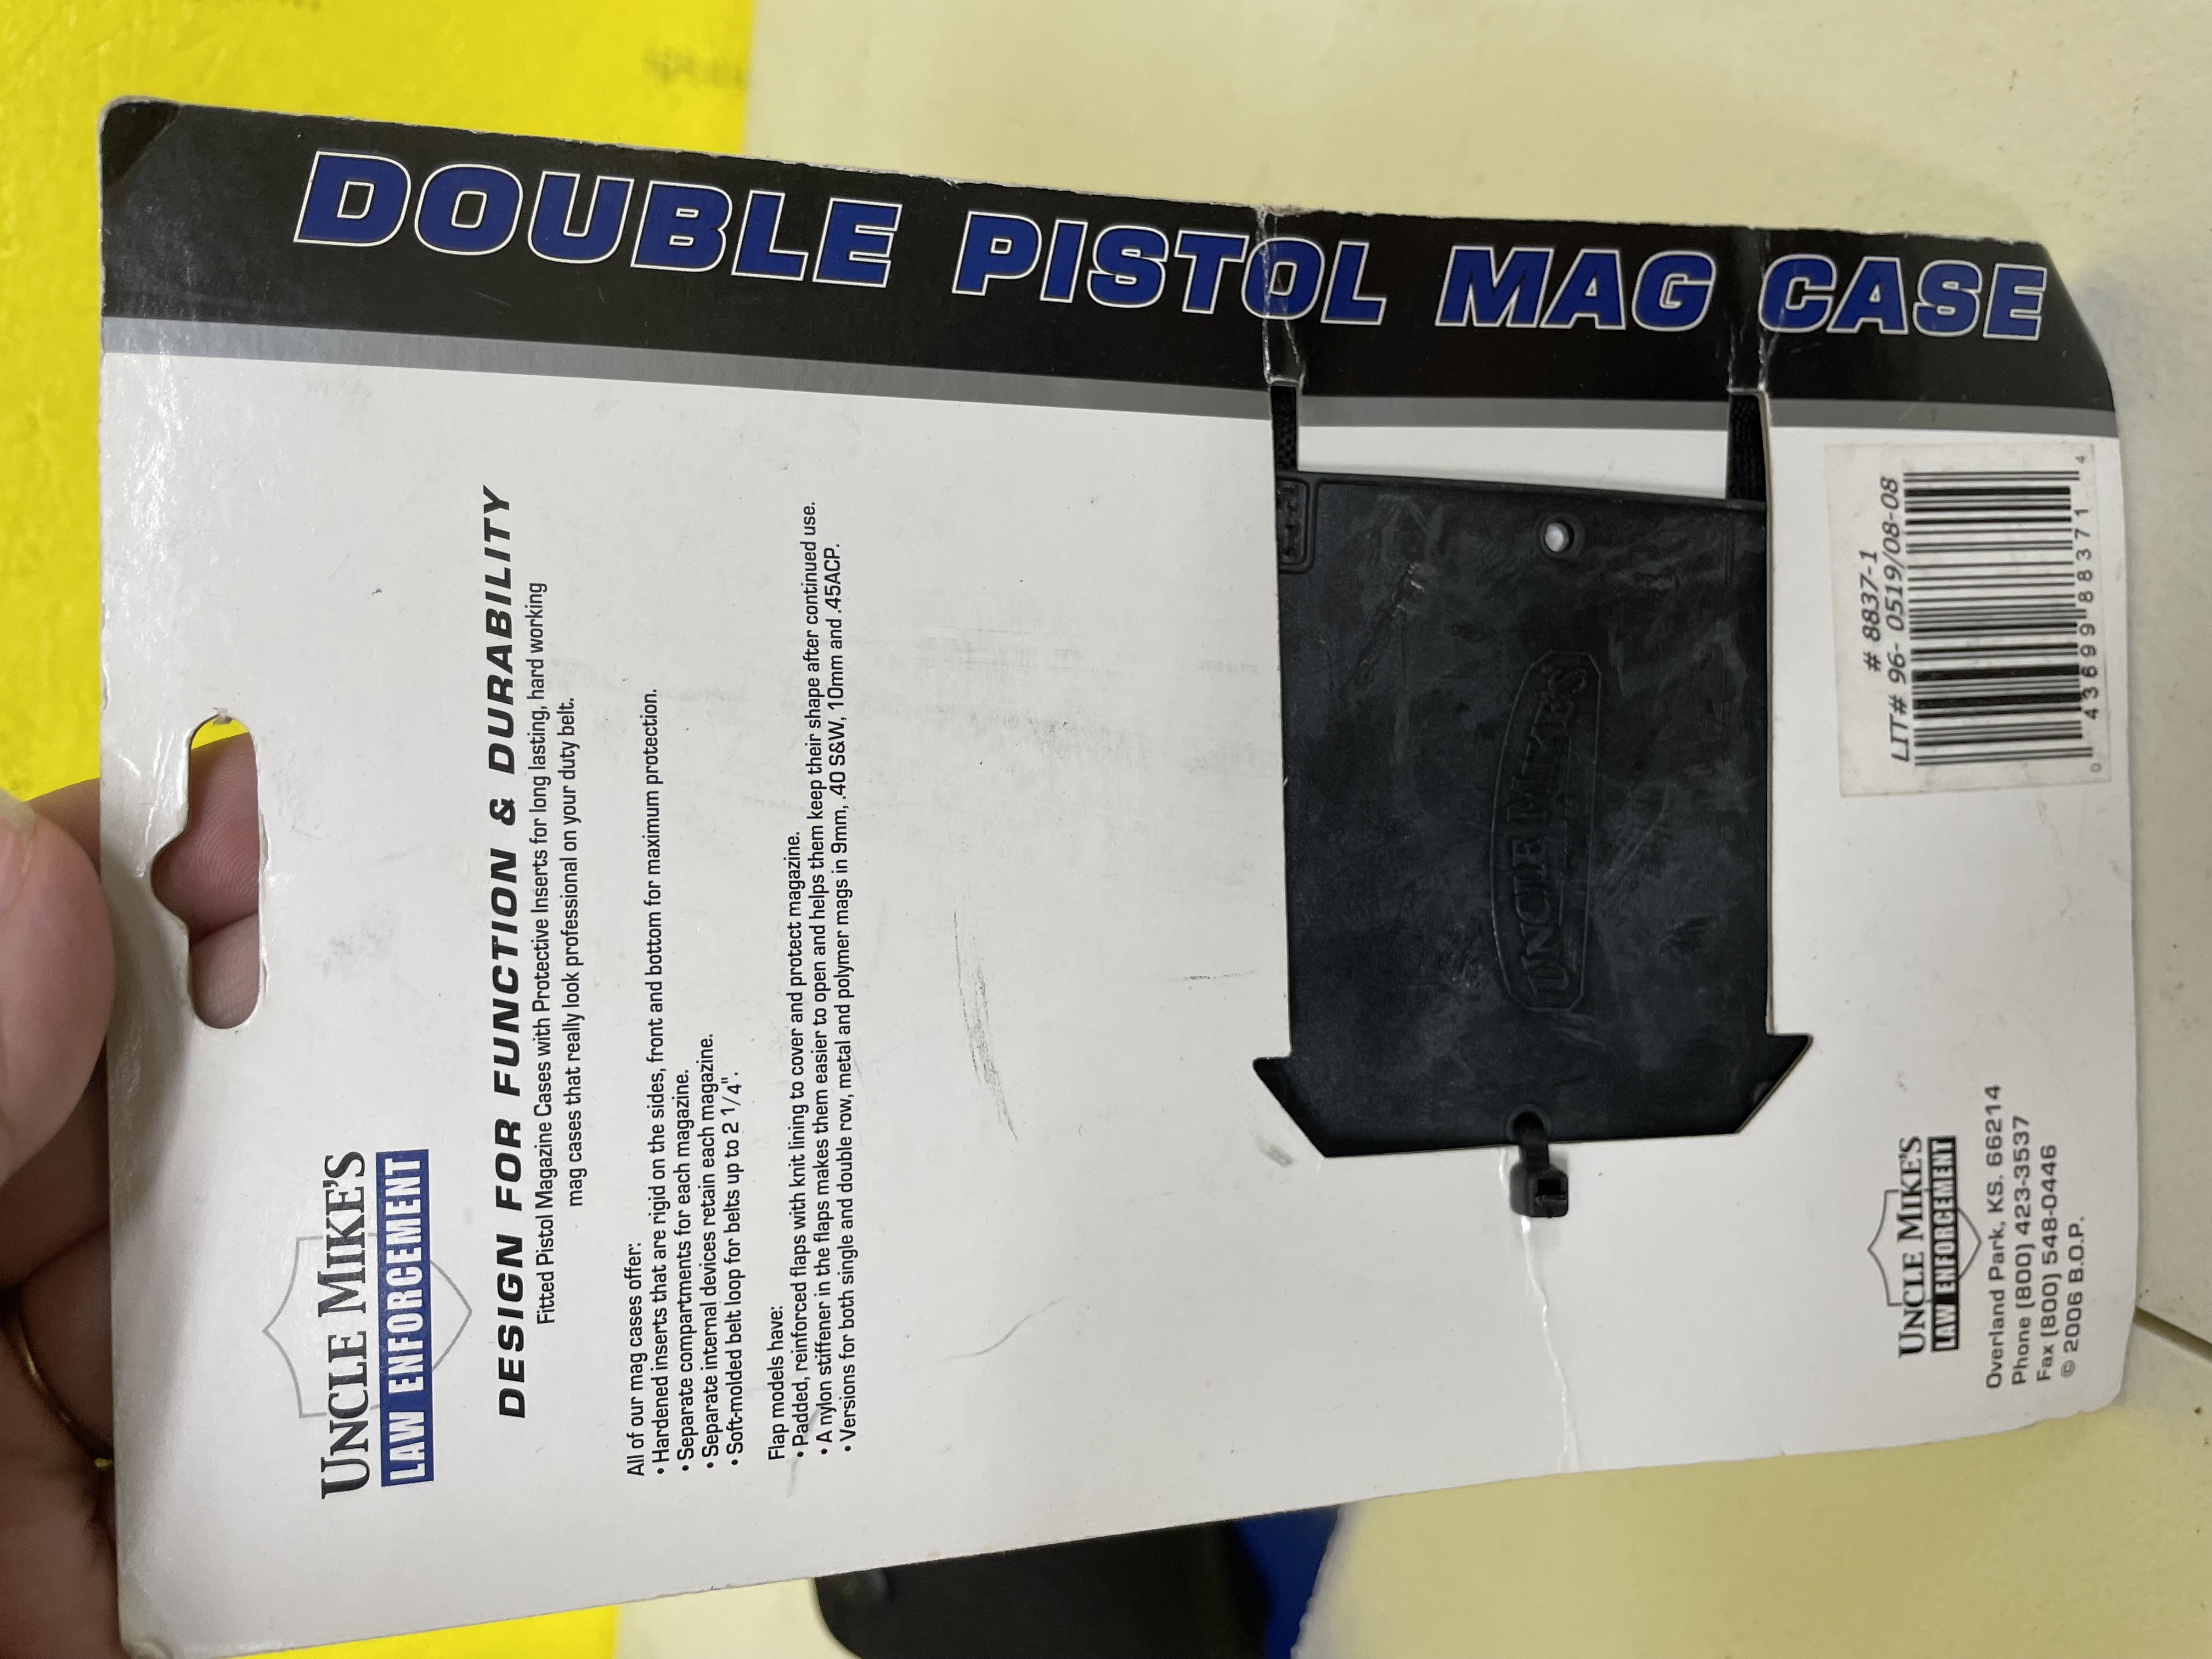 UNCLE MIKE'S
LAW ENFORCEMENT
DESIGN FOR FUNCTION & DURABILITY
Fitted Pistol Magazine Cases with Protective Inserts for long lasting, hard working
mag cases that really look professional on your duty belt.
All of our mag cases offer:
• Hardened inserts that are rigid on the sides, front and bottom for maximum protection.
• Separate compartments for each magazine.
• Separate internal devices retain each magazine.
• Soft-molded belt loop for belts up to 2 1/4".
Flap models have:
• Padded, reinforced flaps with knit lining to cover and protect magazine.
• A nylon stiffener in the flaps makes them easier to open and helps them keep their shape after continued use.
• Versions for both single and double row, metal and polymer mags in 9mm, .40 S&W, 10mm and .45ACP.
DOUBLE PISTOL MAG CASE
UNCLE MIKE'S
UNCLE MIKE'S
LAW ENFORCEMENT
Overland Park, KS. 66214
Phone (800) 423-3537
Fax (800) 548-0446
© 2006 B.O.P.
# 8837-1
LIT# 96- 0519/08-08
0 43699 88371 4